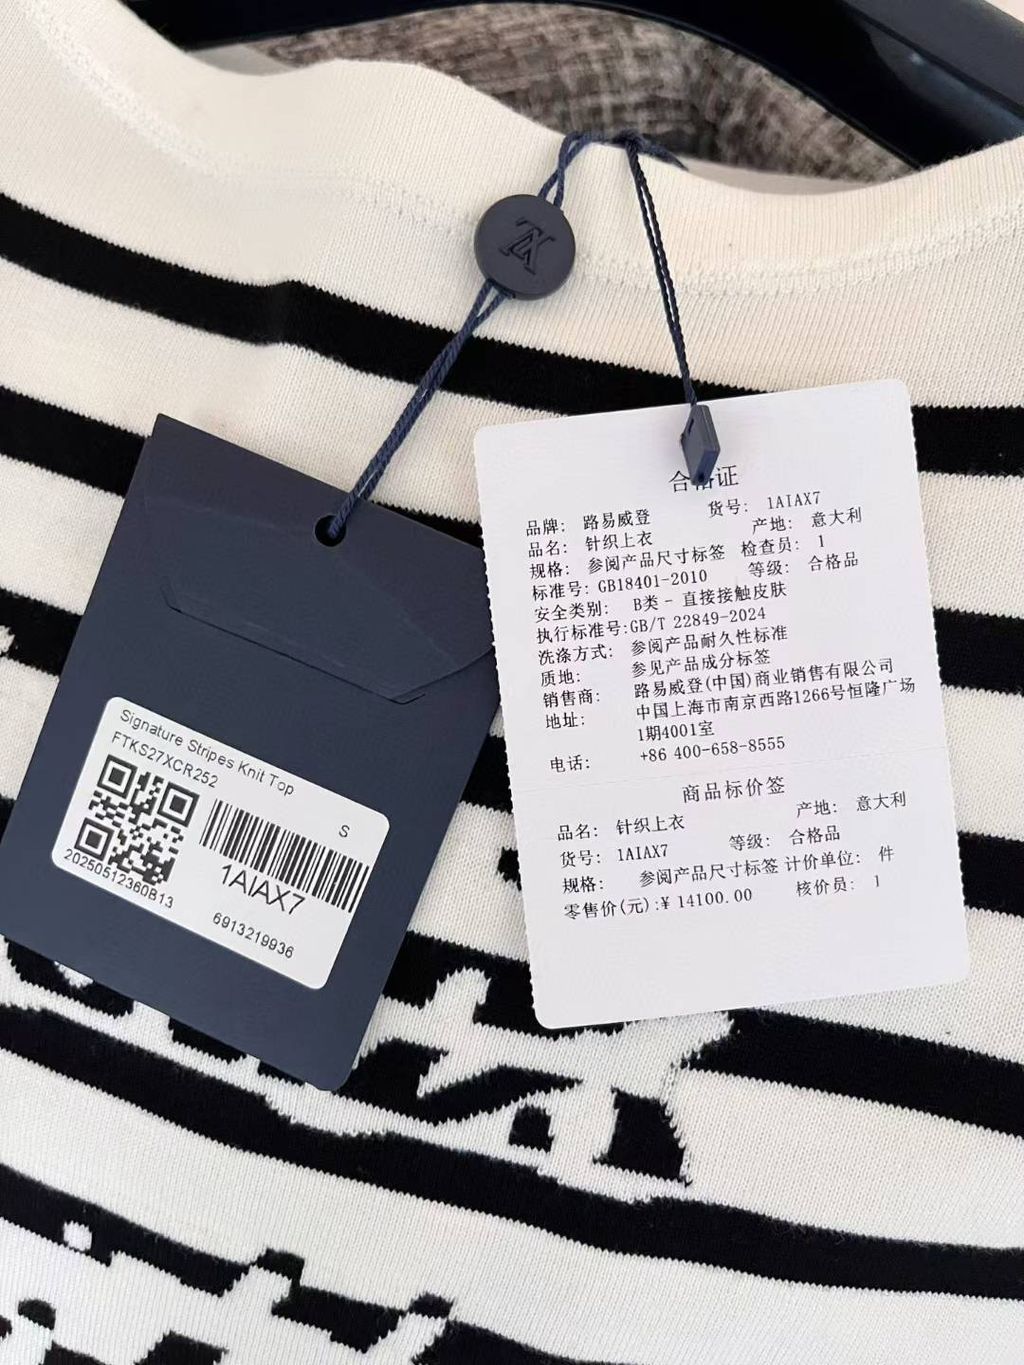 Signature Stripes Knit Top
FTKS27XCR252
S
1AIAX7
20250512360B13
6913219936
合格证
品牌: 路易威登 货号: 1AIAX7
品名: 针织上衣 产地: 意大利
规格: 参阅产品尺寸标签 检查员: 1
标准号: GB18401-2010 等级: 合格品
安全类别: B类 - 直接接触皮肤
执行标准号:GB/T 22849-2024
洗涤方式: 参阅产品耐久性标准
质地: 参见产品成分标签
销售商: 路易威登(中国)商业销售有限公司
地址: 中国上海市南京西路1266号恒隆广场
1期4001室
电话: +86 400-658-8555
商品标价签
品名: 针织上衣 产地: 意大利
货号: 1AIAX7 等级: 合格品
规格: 参阅产品尺寸标签 计价单位: 件
零售价(元):¥ 14100.00 核价员: 1